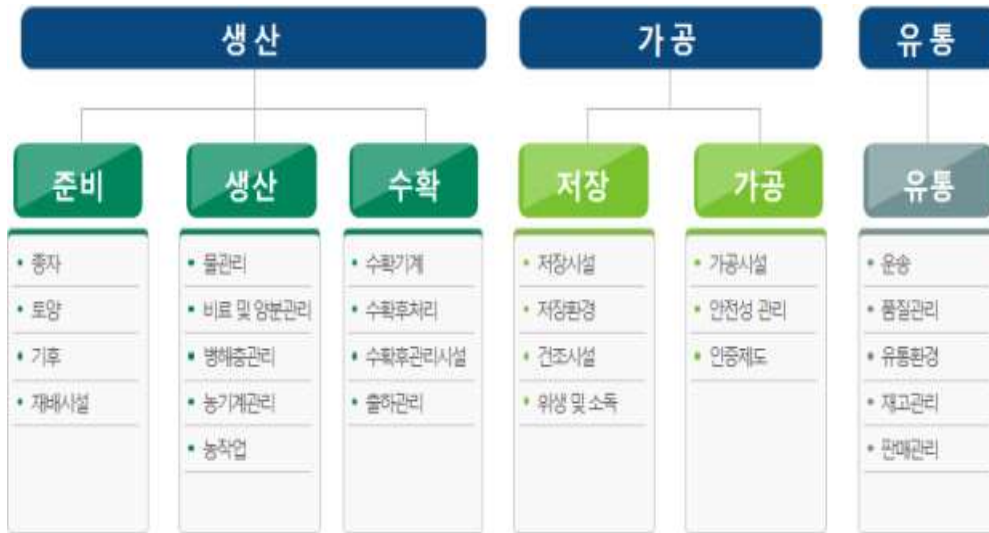 생산
가공
유통
준비
생산
수확
저장
가공
유통
종자
토양
기후
재배시설
물관리
비료 및 양분관리
병해충관리
농기계관리
농작업
수확기계
수확후처리
수확후관리시설
출하관리
저장시설
저장환경
건조시설
위생 및 소독
가공시설
안전성 관리
인증제도
운송
품질관리
유통환경
재고관리
판매관리